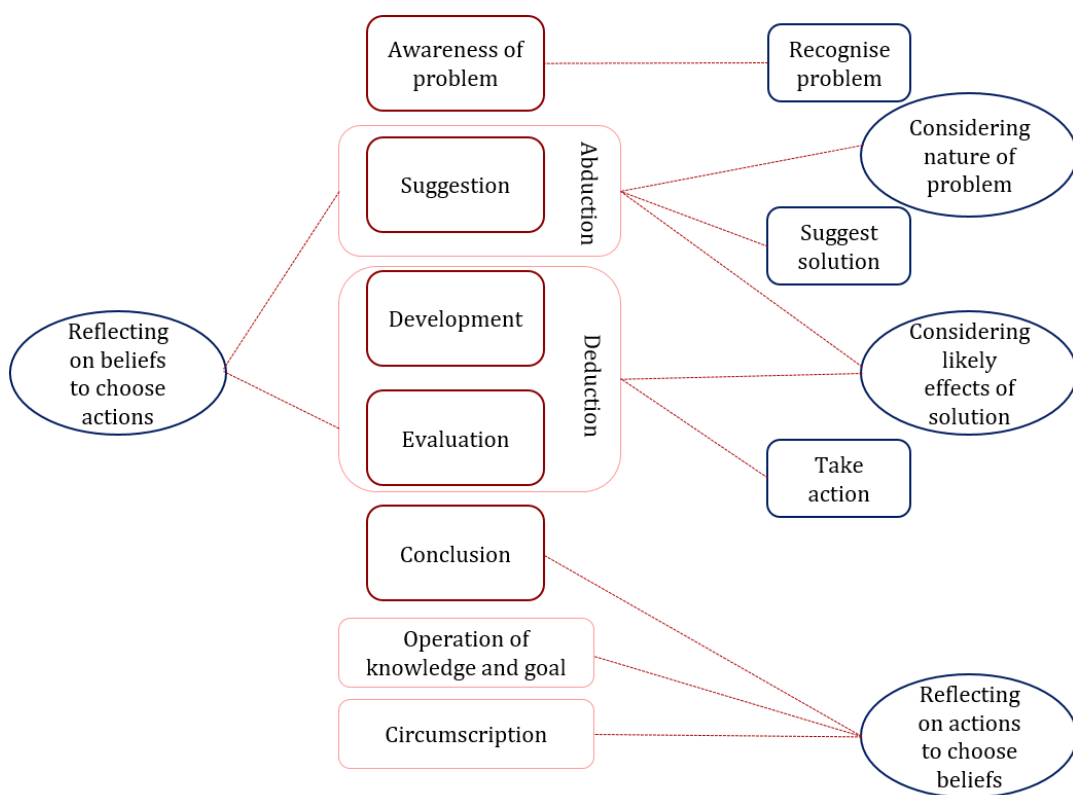 Awareness of
problem
Recognise
problem
Considering
nature of
problem
Suggestion
Abduction
Suggest
solution
Reflecting
on beliefs
to choose
actions
Development
Deduction
Considering
likely
effects of
solution
Evaluation
Take
action
Conclusion
Operation of
knowledge and goal
Circumscription
Reflecting
on actions
to choose
beliefs